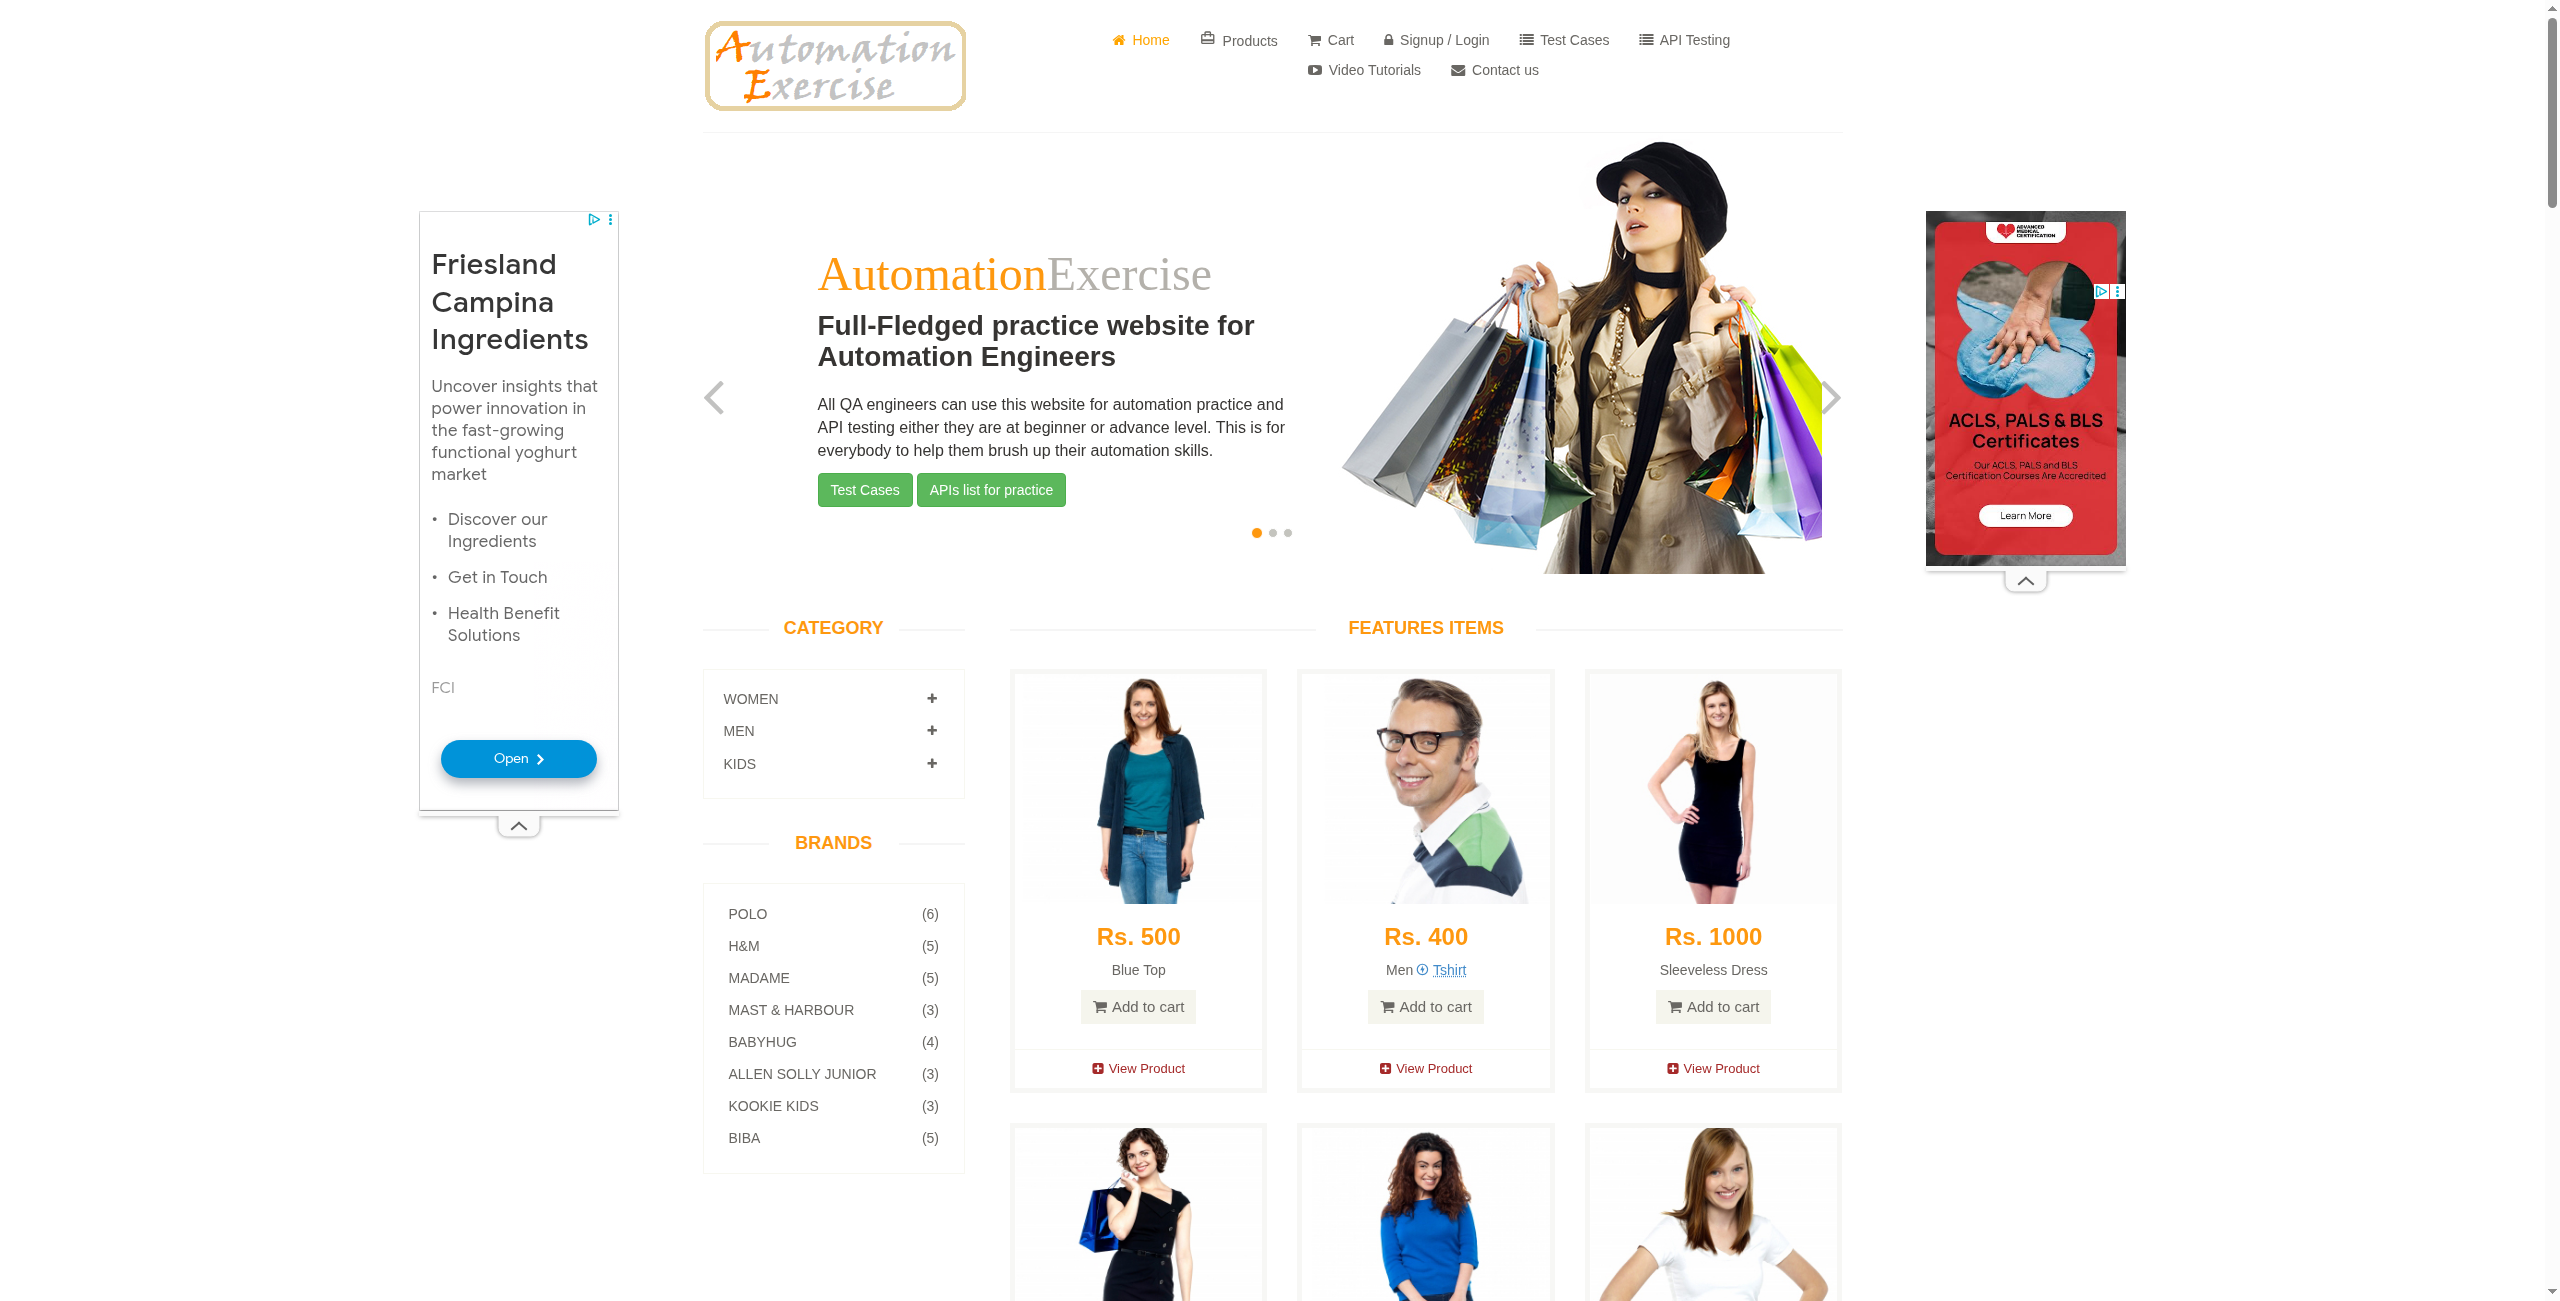 Automation
Exercise
Home
Products
Cart
Signup / Login
Test Cases
API Testing
Video Tutorials
Contact us
Friesland
Campina
Ingredients
Uncover insights that
power innovation in
the fast-growing
functional yoghurt
market
• Discover our
Ingredients
• Get in Touch
• Health Benefit
Solutions
FCI
Open
AutomationExercise
Full-Fledged practice website for
Automation Engineers
All QA engineers can use this website for automation practice and
API testing either they are at beginner or advance level. This is for
everybody to help them brush up their automation skills.
Test Cases
APIs list for practice
ADVANCED
MEDICAL
CERTIFICATION
ACLS, PALS & BLS
Certificates
Our ACLS, PALS and BLS
Certification Courses Are Accredited
Learn More
CATEGORY
WOMEN
MEN
KIDS
BRANDS
POLO (6)
H&M (5)
MADAME (5)
MAST & HARBOUR (3)
BABYHUG (4)
ALLEN SOLLY JUNIOR (3)
KOOKIE KIDS (3)
BIBA (5)
FEATURES ITEMS
Rs. 500
Blue Top
Add to cart
View Product
Rs. 400
Men Tshirt
Add to cart
View Product
Rs. 1000
Sleeveless Dress
Add to cart
View Product